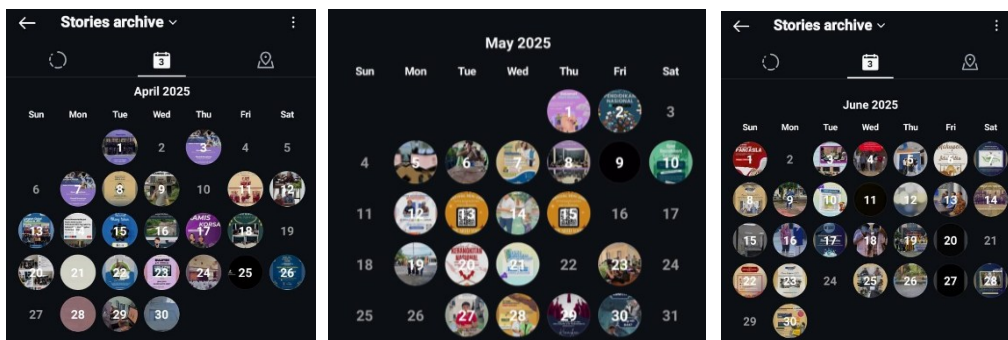 Stories archive
3
April 2025
Sun Mon Tue Wed Thu Fri Sat
1 2 3 4 5
6 7 8 9 10 11 12
13 14 15 16 17 18 19
20 21 22 23 24 25 26
27 28 29 30
May 2025
Sun Mon Tue Wed Thu Fri Sat
1 2 3
4 5 6 7 8 9 10
11 12 13 14 15 16 17
18 19 20 21 22 23 24
25 26 27 28 29 30 31
Stories archive
3
June 2025
Sun Mon Tue Wed Thu Fri Sat
PANCASILA
1 2 3 4 5 6 7
8 9 10 11 12 13 14
15 16 17 18 19 20 21
22 23 24 25 26 27 28
29 30